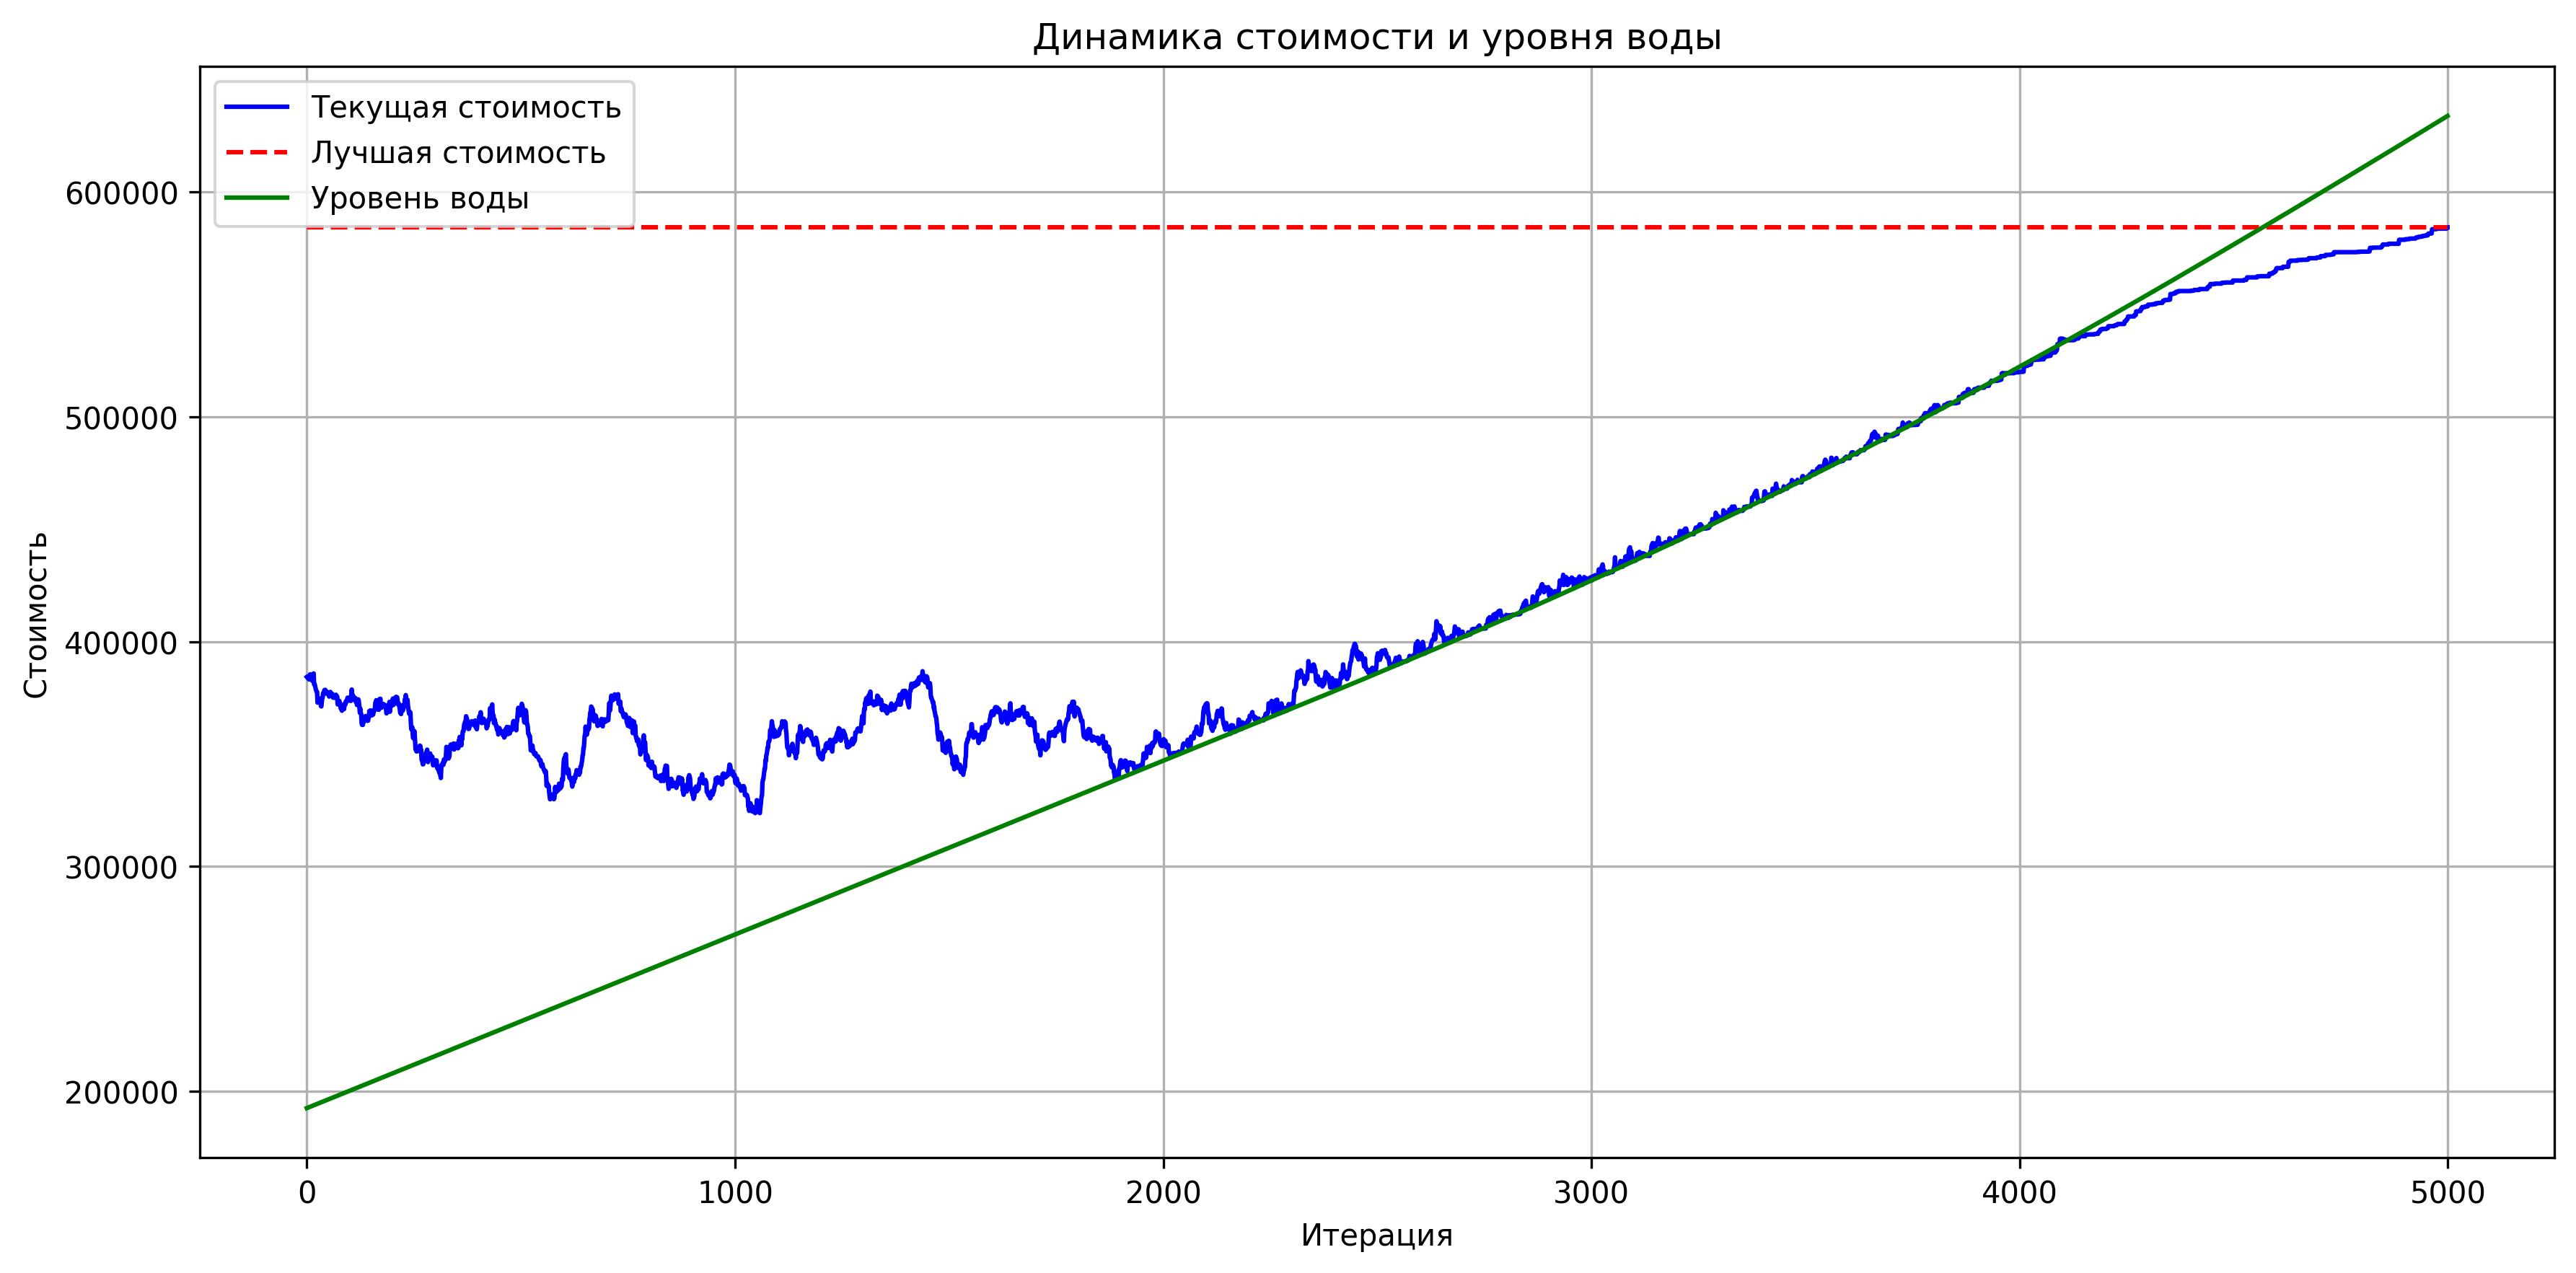 Динамика стоимости и уровня воды
Текущая стоимость
Лучшая стоимость
Уровень воды
600000
500000
400000
300000
200000
Стоимость
0 1000 2000 3000 4000 5000
Итерация